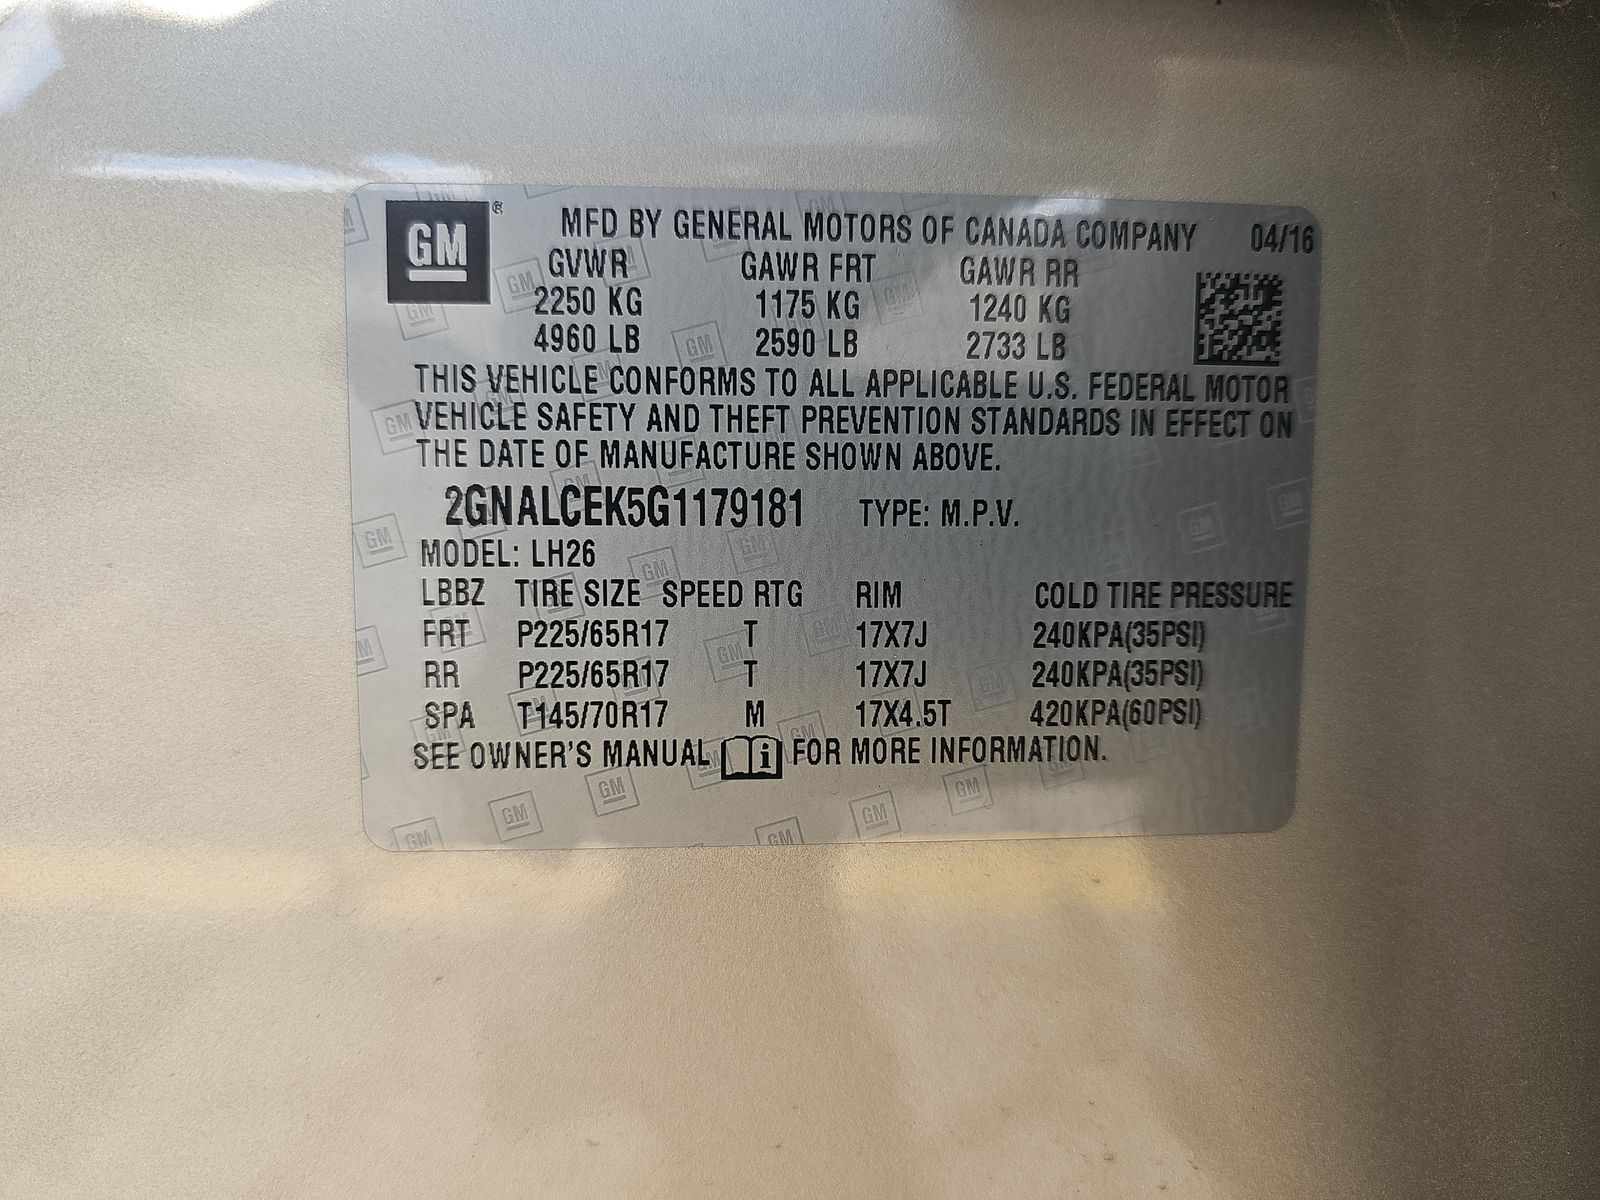 GM ® MFD BY GENERAL MOTORS OF CANADA COMPANY 04/16
GVWR GAWR FRT GAWR RR
2250 KG 1175 KG 1240 KG
4960 LB 2590 LB 2733 LB
THIS VEHICLE CONFORMS TO ALL APPLICABLE U.S. FEDERAL MOTOR
VEHICLE SAFETY AND THEFT PREVENTION STANDARDS IN EFFECT ON
THE DATE OF MANUFACTURE SHOWN ABOVE.
2GNALCEK5G1179181 TYPE: M.P.V.
MODEL: LH26
LBBZ TIRE SIZE SPEED RTG RIM COLD TIRE PRESSURE
FRT P225/65R17 T 17X7J 240KPA(35PSI)
RR P225/65R17 T 17X7J 240KPA(35PSI)
SPA T145/70R17 M 17X4.5T 420KPA(60PSI)
SEE OWNER'S MANUAL i FOR MORE INFORMATION.